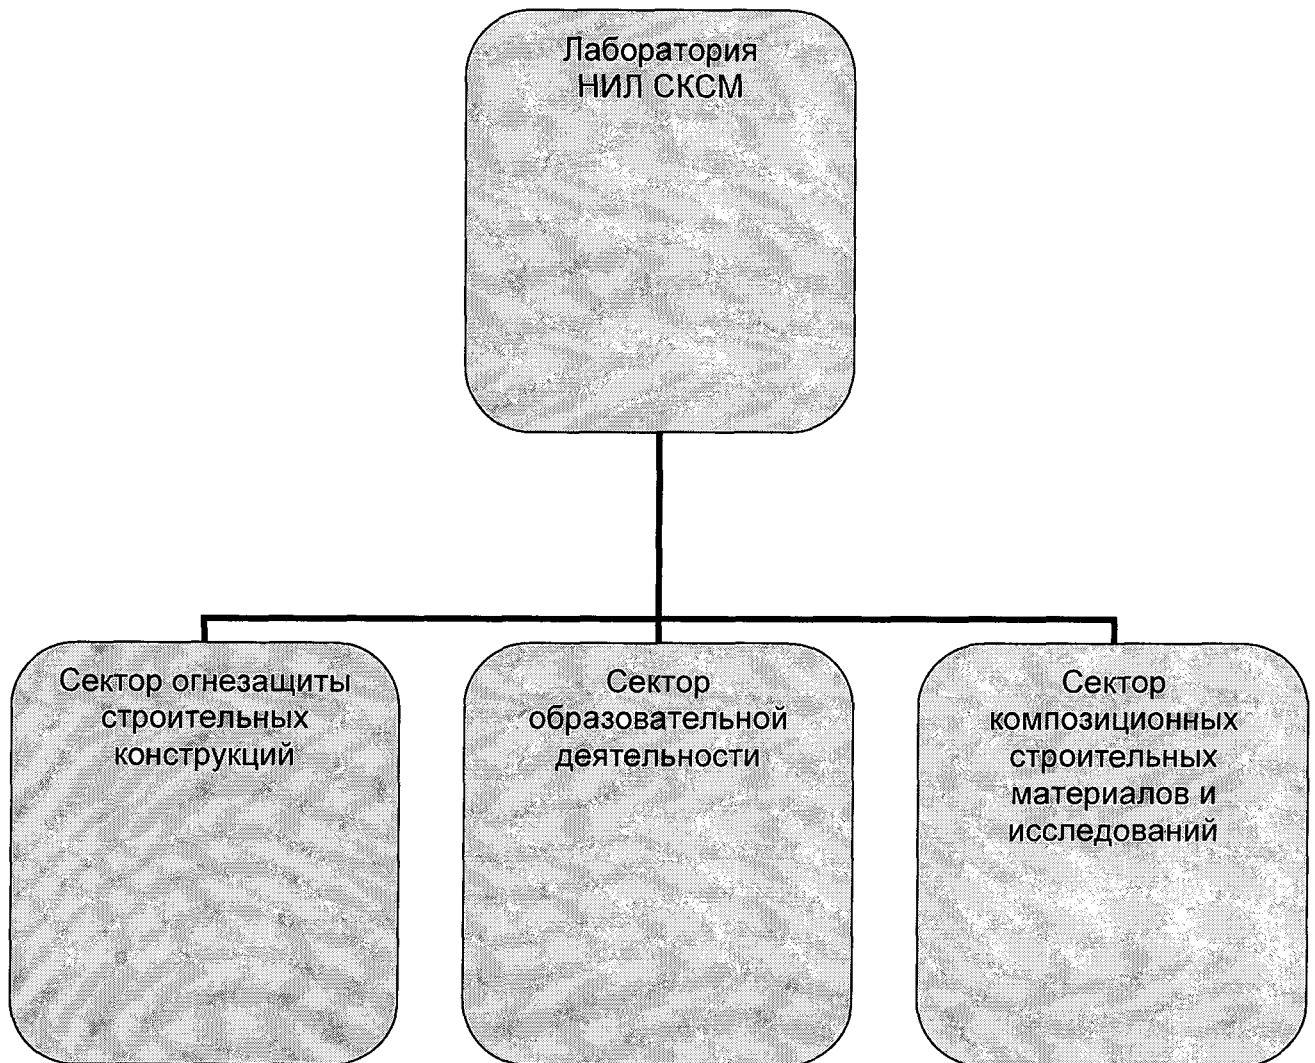 Лаборатория
НИЛ СКСМ
Сектор огнезащиты
строительных
конструкций
Сектор
образовательной
деятельности
Сектор
композиционных
строительных
материалов и
исследований